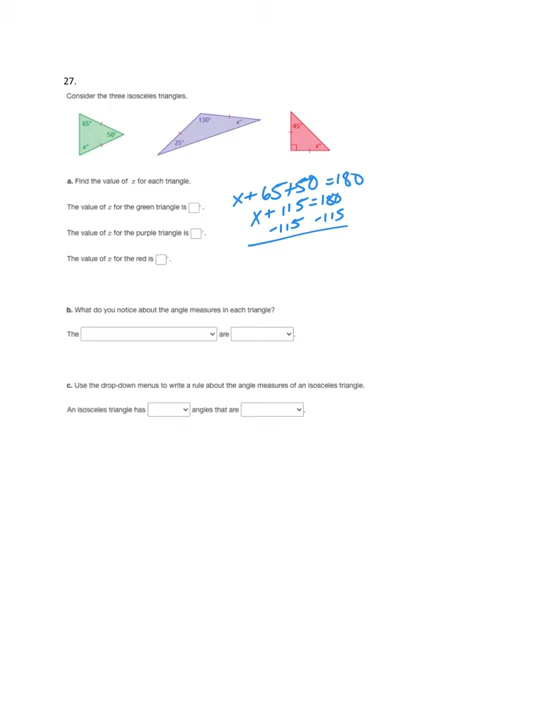 27.
Consider the three isosceles triangles.
65°
50°
x°
130°
x°
25°
45°
x°
a. Find the value of x for each triangle.
x + 65 + 50 = 180
The value of x for the green triangle is °.
x + 115 = 180
-115 -115
The value of x for the purple triangle is °.
The value of x for the red is °.
b. What do you notice about the angle measures in each triangle?
The are .
c. Use the drop-down menus to write a rule about the angle measures of an isosceles triangle.
An isosceles triangle has angles that are .